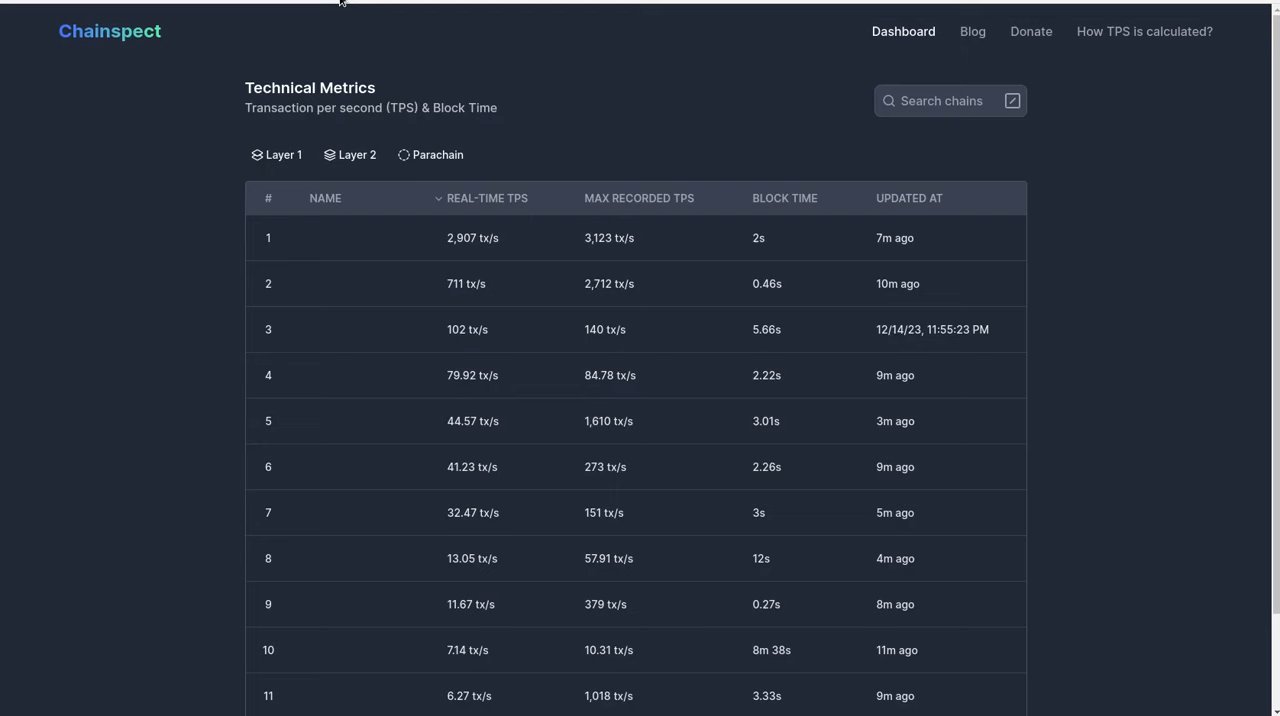 Chainspect
Dashboard Blog Donate How TPS is calculated?
Technical Metrics
Transaction per second (TPS) & Block Time
Search chains
Layer 1 Layer 2 Parachain
# NAME REAL-TIME TPS MAX RECORDED TPS BLOCK TIME UPDATED AT
1 2,907 tx/s 3,123 tx/s 2s 7m ago
2 711 tx/s 2,712 tx/s 0.46s 10m ago
3 102 tx/s 140 tx/s 5.66s 12/14/23, 11:55:23 PM
4 79.92 tx/s 84.78 tx/s 2.22s 9m ago
5 44.57 tx/s 1,610 tx/s 3.01s 3m ago
6 41.23 tx/s 273 tx/s 2.26s 9m ago
7 32.47 tx/s 151 tx/s 3s 5m ago
8 13.05 tx/s 57.91 tx/s 12s 4m ago
9 11.67 tx/s 379 tx/s 0.27s 8m ago
10 7.14 tx/s 10.31 tx/s 8m 38s 11m ago
11 6.27 tx/s 1,018 tx/s 3.33s 9m ago